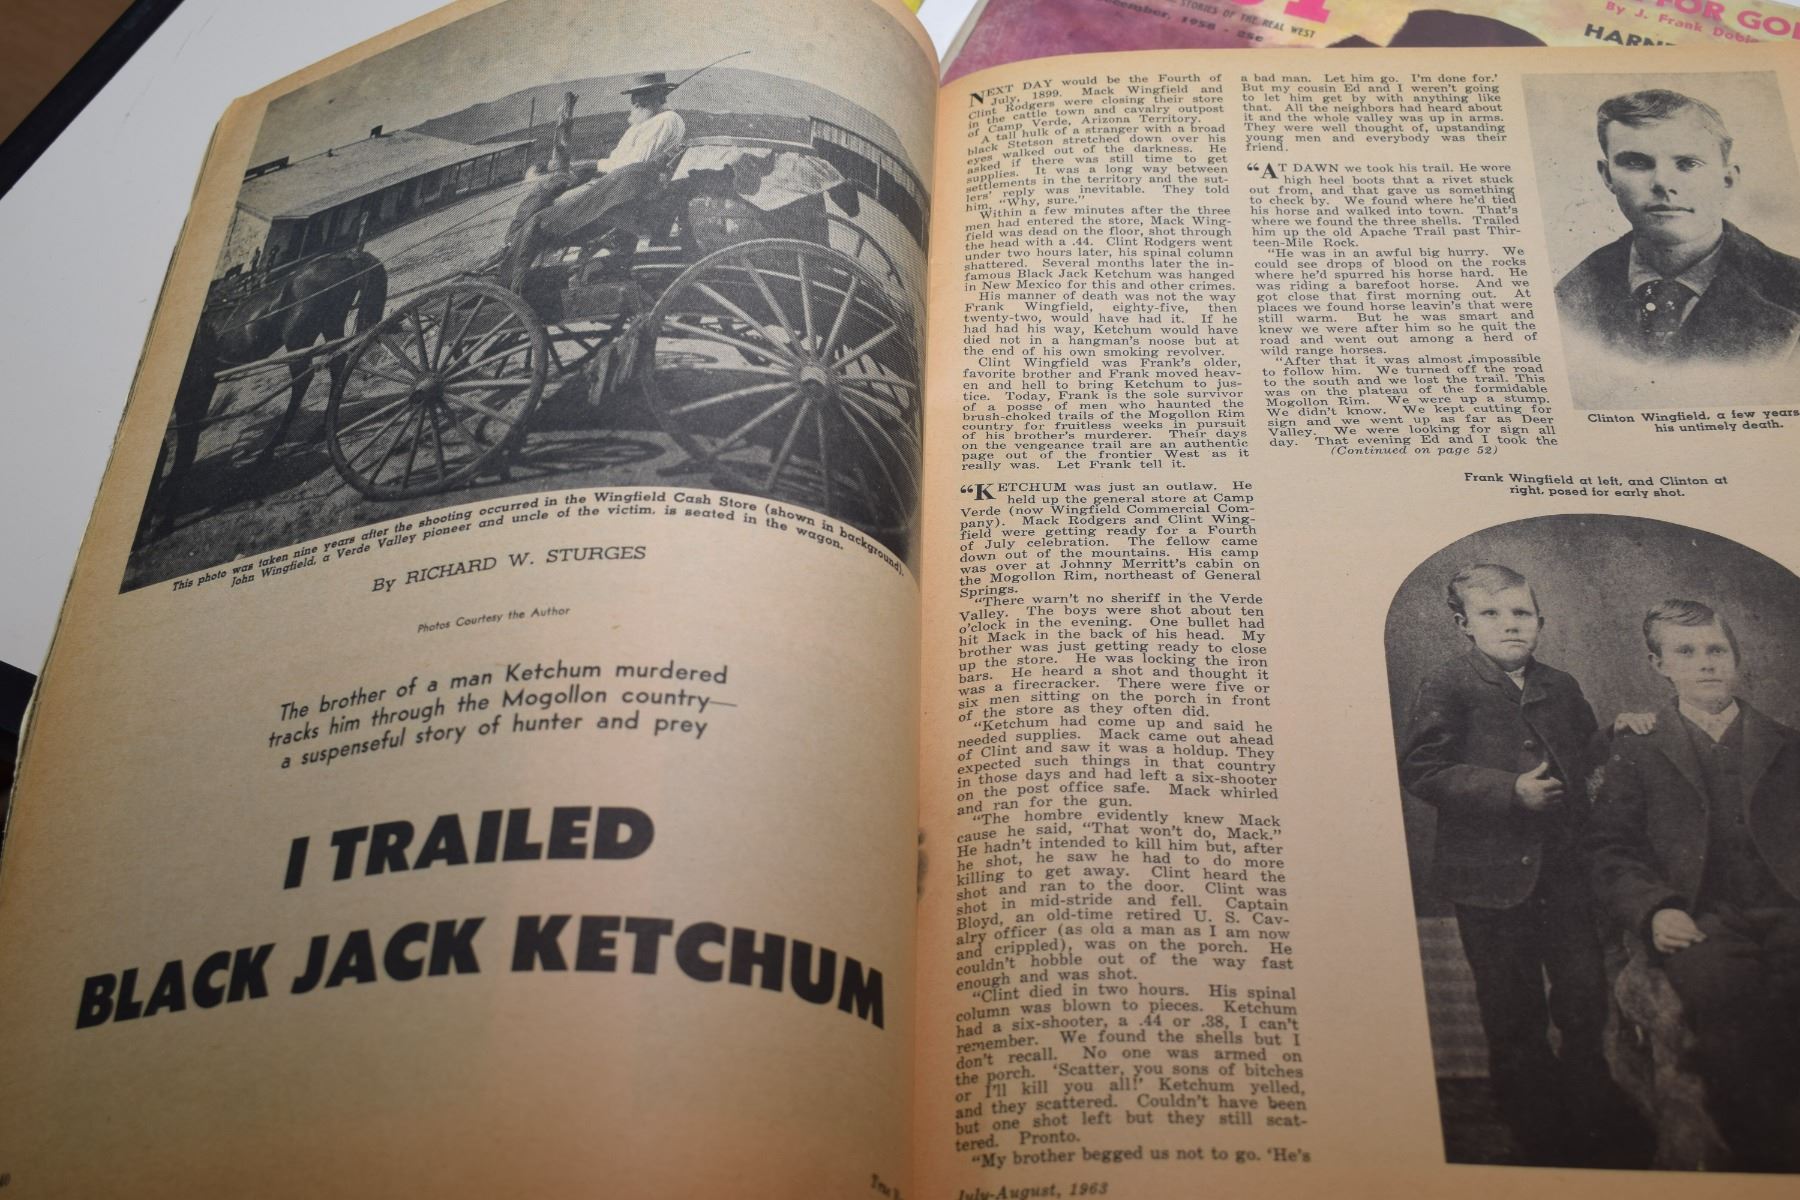 This photo was taken nine years after the shooting occurred in the Wingfield Cash Store (shown in background).
John Wingfield, a Verde Valley pioneer and uncle of the victim, is seated in the wagon.
By RICHARD W. STURGES
Photos Courtesy the Author
The brother of a man Ketchum murdered
tracks him through the Mogollon country—
a suspenseful story of hunter and prey
I TRAILED
BLACK JACK KETCHUM
STORIES OF THE REAL WEST
1958 - 25c
FOR GOL
By J. Frank Dobie
HARN
NEXT DAY would be the Fourth of
July, 1899. Mack Wingfield and
Clint Rodgers were closing their store
in the cattle town and cavalry outpost
of Camp Verde, Arizona Territory.
A tall hulk of a stranger with a broad
black Stetson stretched down over his
eyes walked out of the darkness. He
asked if there was still time to get
supplies. It was a long way between
settlements in the territory and the sut-
lers' reply was inevitable. They told
him, "Why, sure."
Within a few minutes after the three
men had entered the store, Mack Wing-
field was dead on the floor, shot through
the head with a .44. Clint Rodgers went
under two hours later, his spinal column
shattered. Several months later the in-
famous Black Jack Ketchum was hanged
in New Mexico for this and other crimes.
His manner of death was not the way
Frank Wingfield, eighty-five, then
twenty-two, would have had it. If he
had had his way, Ketchum would have
died not in a hangman's noose but at
the end of his own smoking revolver.
Clint Wingfield was Frank's older,
favorite brother and Frank moved heav-
en and hell to bring Ketchum to jus-
tice. Today, Frank is the sole survivor
of a posse of men who haunted the
brush-choked trails of the Mogollon Rim
country for fruitless weeks in pursuit
of his brother's murderer. Their days
on the vengeance trail are an authentic
page out of the frontier West as it
really was. Let Frank tell it.
"KETCHUM was just an outlaw. He
held up the general store at Camp
Verde (now Wingfield Commercial Com-
pany). Mack Rodgers and Clint Wing-
field were getting ready for a Fourth
of July celebration. The fellow came
down out of the mountains. His camp
was over at Johnny Merritt's cabin on
the Mogollon Rim, northeast of General
Springs.
"There warn't no sheriff in the Verde
Valley. The boys were shot about ten
o'clock in the evening. One bullet had
hit Mack in the back of his head. My
brother was just getting ready to close
up the store. He was locking the iron
bars. He heard a shot and thought it
was a firecracker. There were five or
six men sitting on the porch in front
of the store as they often did.
"Ketchum had come up and said he
needed supplies. Mack came out ahead
of Clint and saw it was a holdup. They
expected such things in that country
in those days and had left a six-shooter
on the post office safe. Mack whirled
and ran for the gun.
"The hombre evidently knew Mack
cause he said, "That won't do, Mack."
He hadn't intended to kill him but, after
he shot, he saw he had to do more
killing to get away. Clint heard the
shot and ran to the door. Clint was
shot in mid-stride and fell. Captain
Bloyd, an old-time retired U. S. Cav-
alry officer (as old a man as I am now
and crippled), was on the porch. He
couldn't hobble out of the way fast
enough and was shot.
"Clint died in two hours. His spinal
column was blown to pieces. Ketchum
had a six-shooter, a .44 or .38, I can't
remember. We found the shells but I
don't recall. No one was armed on
the porch. 'Scatter, you sons of bitches
or I'll kill you all!' Ketchum yelled,
and they scattered. Couldn't have been
but one shot left but they still scat-
tered. Pronto.
"My brother begged us not to go. 'He's
a bad man. Let him go. I'm done for.'
But my cousin Ed and I weren't going
to let him get by with anything like
that. All the neighbors had heard about
it and the whole valley was up in arms.
They were well thought of, upstanding
young men and everybody was their
friend.
"AT DAWN we took his trail. He wore
high heel boots that a rivet stuck
out from, and that gave us something
to check by. We found where he'd tied
his horse and walked into town. That's
where we found the three shells. Trailed
him up the old Apache Trail past Thir-
teen-Mile Rock.
"He was in an awful big hurry. We
could see drops of blood on the rocks
where he'd spurred his horse hard. He
was riding a barefoot horse. And we
got close that first morning out. At
places we found horse leavin's that were
still warm. But he was smart and
knew we were after him so he quit the
road and went out among a herd of
wild range horses.
"After that it was almost impossible
to follow him. We turned off the road
to the south and we lost the trail. This
was on the plateau of the formidable
Mogollon Rim. We were up a stump.
We didn't know. We kept cutting for
sign and we went up as far as Deer
Valley. We were looking for sign all
day. That evening Ed and I took the
(Continued on page 52)
Clinton Wingfield, a few years
his untimely death.
Frank Wingfield at left, and Clinton at
right, posed for early shot.
July-August, 1963